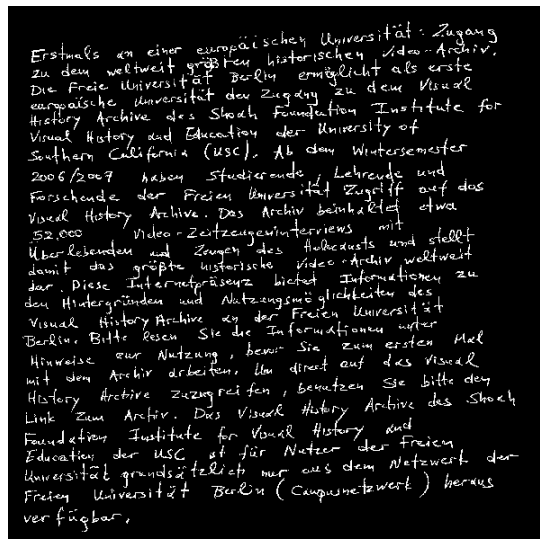 Erstmals an einer europäischen Universität: Zugang
zu dem weltweit größten historischen Video-Archiv.
Die Freie Universität Berlin ermöglicht als erste
europäische Universität den Zugang zu dem Visual
History Archive des Shoah Foundation Institute for
Visual History and Education der University of
Southern California (USC). Ab dem Wintersemester
2006/2007 haben Studierende, Lehrende und
Forschende der Freien Universität Zugriff auf das
Visual History Archive. Das Archiv beinhaltet etwa
52.000 Video-Zeitzeugeninterviews mit
Überlebenden und Zeugen des Holocausts und stellt
damit das größte historische Video-Archiv weltweit
dar. Diese Internetpräsenz bietet Informationen zu
den Hintergründen und Nutzungsmöglichkeiten des
Visual History Archive an der Freien Universität
Berlin. Bitte lesen Sie die Informationen unter
Hinweise zur Nutzung, bevor Sie zum ersten Mal
mit dem Archiv arbeiten. Um direct auf das Visual
History Archive zuzugreifen, benutzen Sie bitte den
Link zum Archiv. Das Visual History Archive des Shoah
Foundation Institute for Visual History and
Education der USC ist für Nutzer der Freien
Universität grundsätzlich nur aus dem Netzwerk der
Freien Universität Berlin (Campusnetzwerk) heraus
verfügbar.